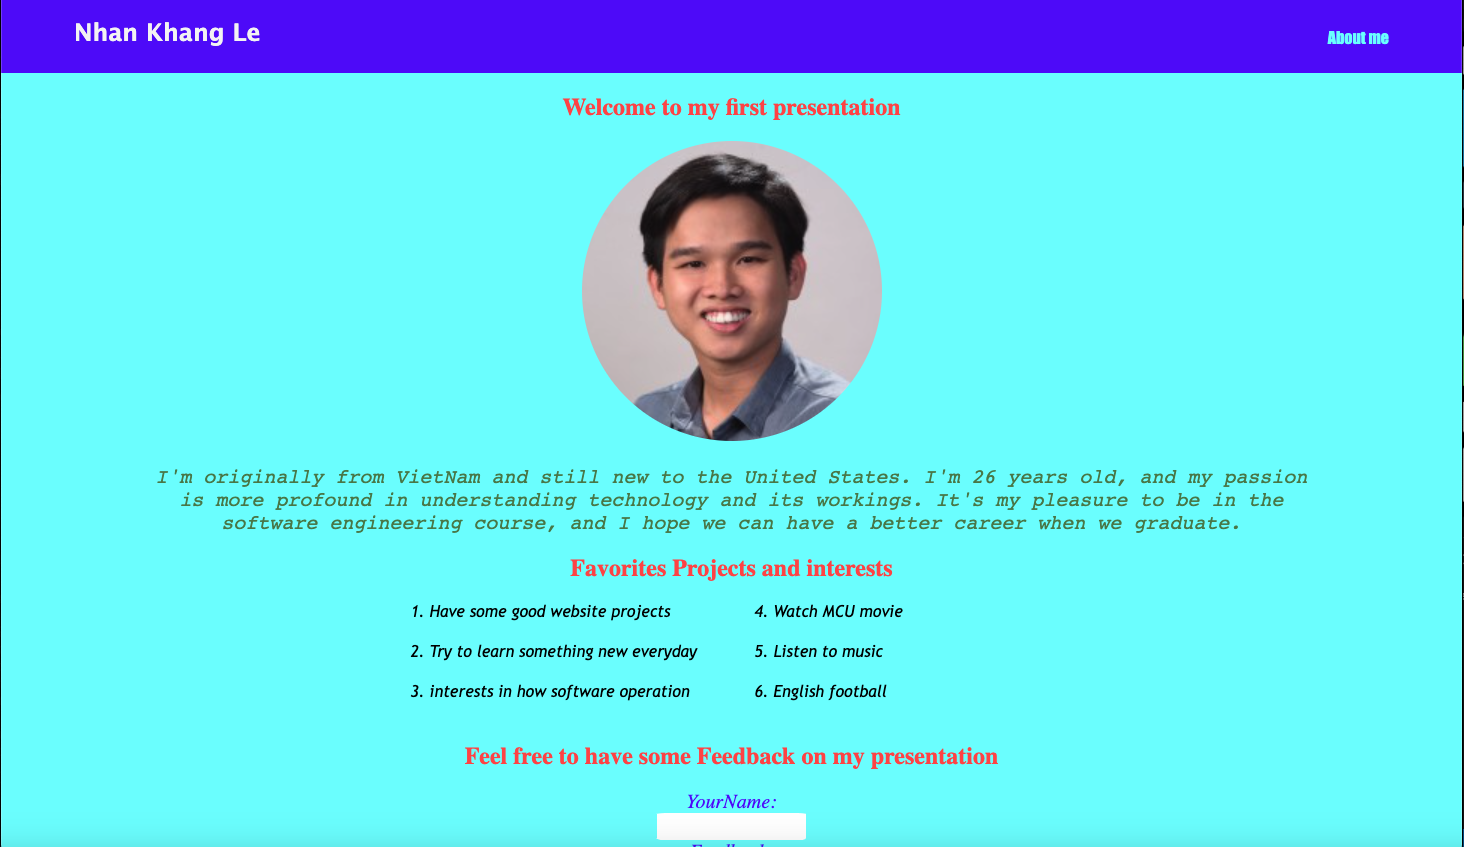 Nhan Khang Le
About me
Welcome to my first presentation
I'm originally from VietNam and still new to the United States. I'm 26 years old, and my passion
is more profound in understanding technology and its workings. It's my pleasure to be in the
software engineering course, and I hope we can have a better career when we graduate.
Favorites Projects and interests
1. Have some good website projects
2. Try to learn something new everyday
3. interests in how software operation
4. Watch MCU movie
5. Listen to music
6. English football
Feel free to have some Feedback on my presentation
YourName: